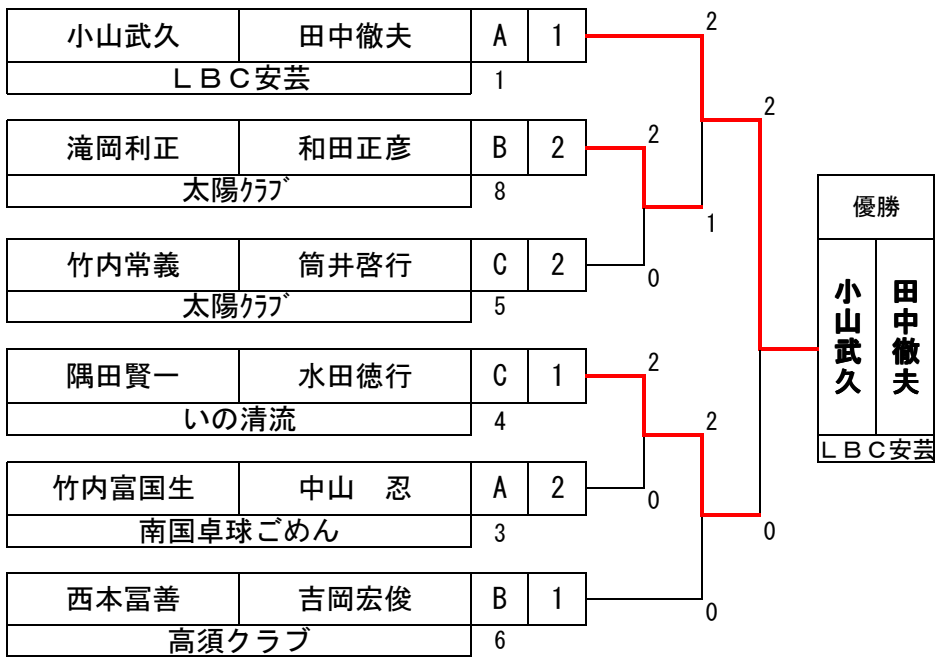 小山武久 田中徹夫 A 1
ＬＢＣ安芸 1
滝岡利正 和田正彦 B 2
太陽ｸﾗﾌﾞ 8
竹内常義 筒井啓行 C 2
太陽ｸﾗﾌﾞ 5
隅田賢一 水田徳行 C 1
いの清流 4
竹内富国生 中山　忍 A 2
南国卓球ごめん 3
西本冨善 吉岡宏俊 B 1
高須クラブ 6
2
2
1
0
2
0
2
0
2
0
優勝
小山武久
田中徹夫
ＬＢＣ安芸